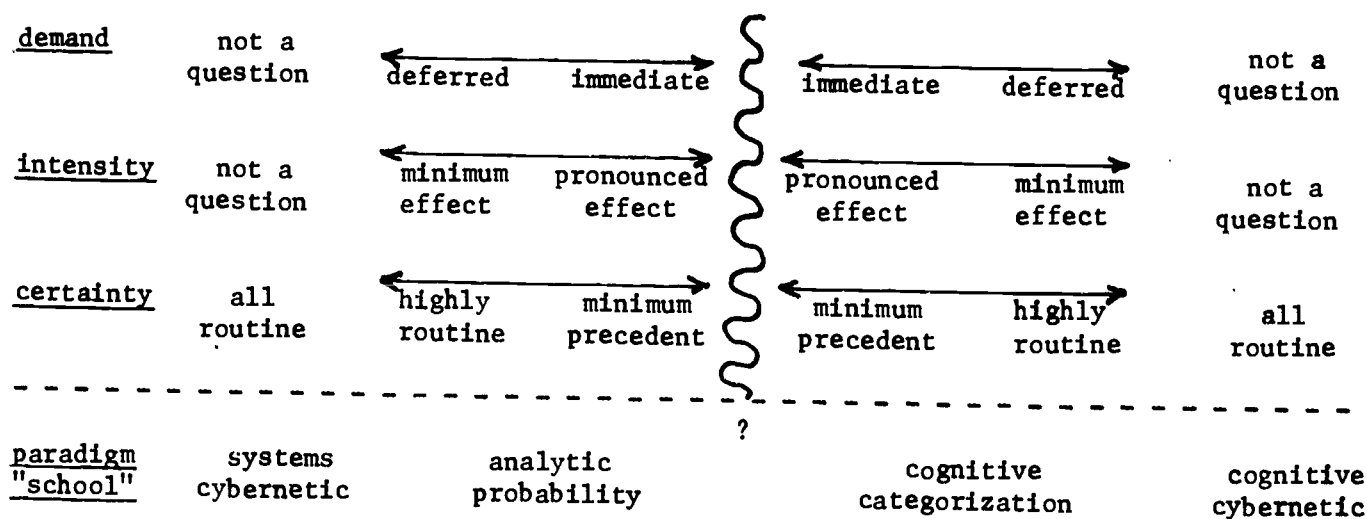 demand not a deferred immediate immediate deferred not a
question question
intensity not a minimum pronounced pronounced minimum not a
question effect effect effect effect question
certainty all highly minimum minimum highly all
routine routine precedent precedent routine routine
?
paradigm systems analytic cognitive cognitive
"school" cybernetic probability categorization cybernetic